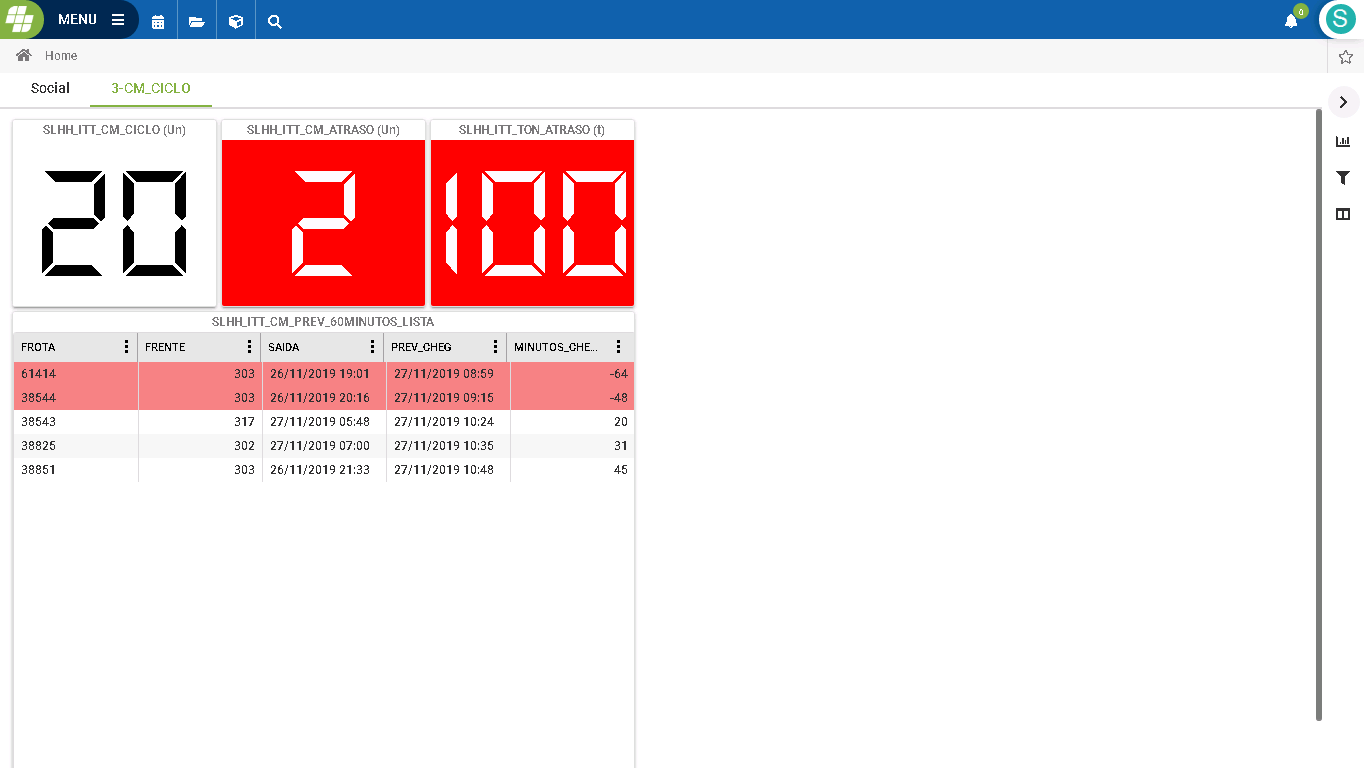 MENU
0
S
Home
Social 3-CM_CICLO
SLHH_ITT_CM_CICLO (Un) SLHH_ITT_CM_ATRASO (Un) SLHH_ITT_TON_ATRASO (t)
20 2 100
SLHH_ITT_CM_PREV_60MINUTOS_LISTA
FROTA FRENTE SAIDA PREV_CHEG MINUTOS_CHE...
61414 303 26/11/2019 19:01 27/11/2019 08:59 -64
38544 303 26/11/2019 20:16 27/11/2019 09:15 -48
38543 317 27/11/2019 05:48 27/11/2019 10:24 20
38825 302 27/11/2019 07:00 27/11/2019 10:35 31
38851 303 26/11/2019 21:33 27/11/2019 10:48 45